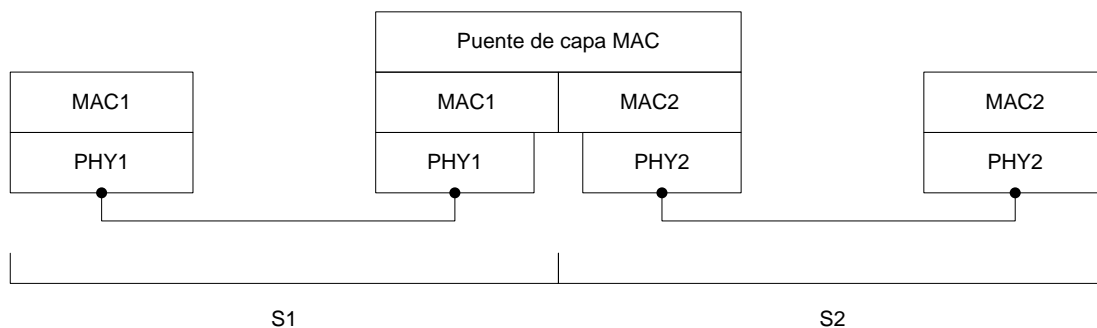 Puente de capa MAC
MAC1
MAC1
MAC2
MAC2
PHY1
PHY1
PHY2
PHY2
S1
S2